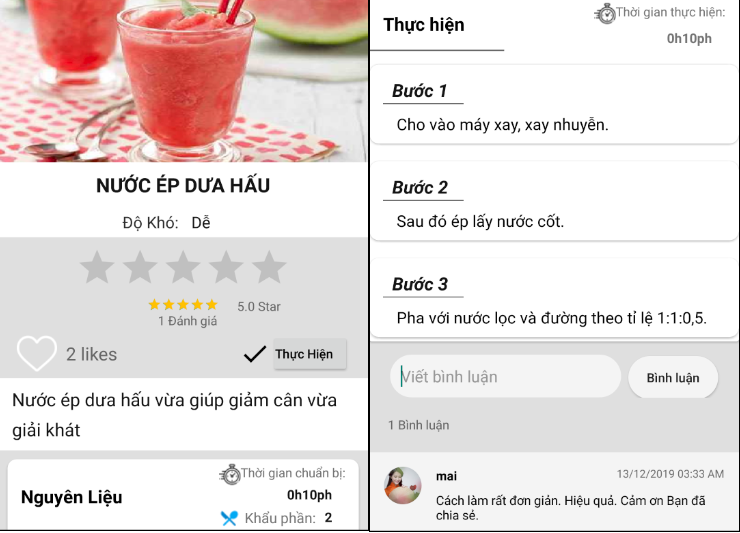 NƯỚC ÉP DƯA HẤU
Độ Khó: Dễ
5.0 Star
1 Đánh giá
2 likes
Thực Hiện
Nước ép dưa hấu vừa giúp giảm cân vừa
giải khát
Thời gian chuẩn bị:
Nguyên Liệu
0h10ph
Khẩu phần: 2
Thực hiện
Thời gian thực hiện:
0h10ph
Bước 1
Cho vào máy xay, xay nhuyễn.
Bước 2
Sau đó ép lấy nước cốt.
Bước 3
Pha với nước lọc và đường theo tỉ lệ 1:1:0,5.
Viết bình luận
Bình luận
1 Bình luận
mai
13/12/2019 03:33 AM
Cách làm rất đơn giản. Hiệu quả. Cảm ơn Bạn đã
chia sẻ.